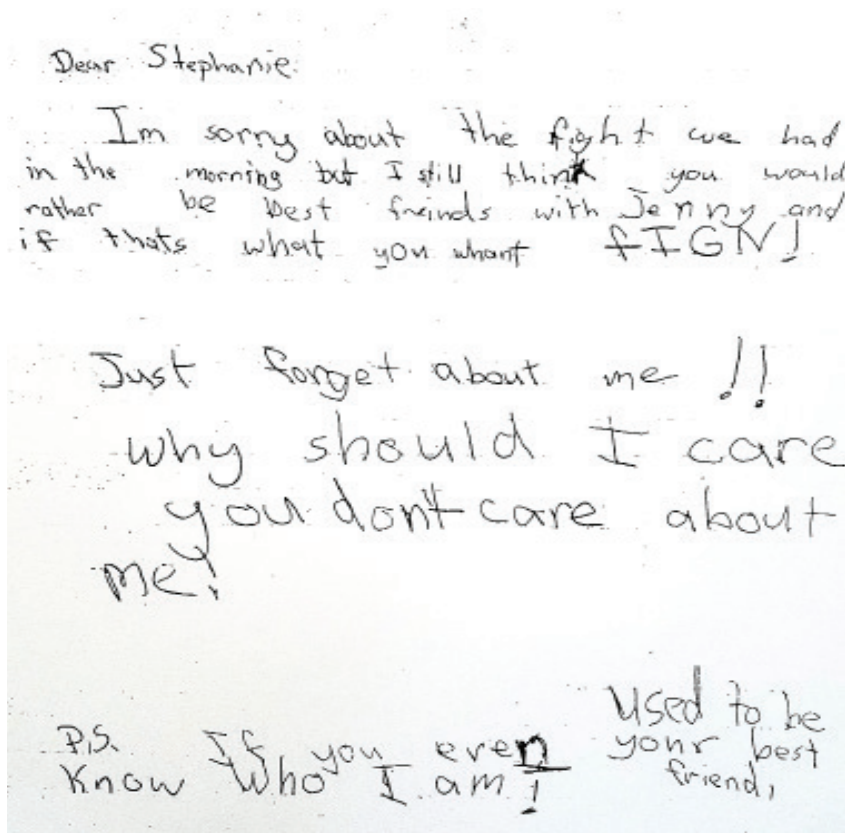 Dear Stephanie.
Im sorry about the fight we had
in the morning but I still think you would
rather be best freinds with Jenny and
if thats what you whant fIGN!
Just forget about me !!
why should I care
you don't care about
me!
P.S. If you even
Know Who I am!
Used to be
your best
friend,